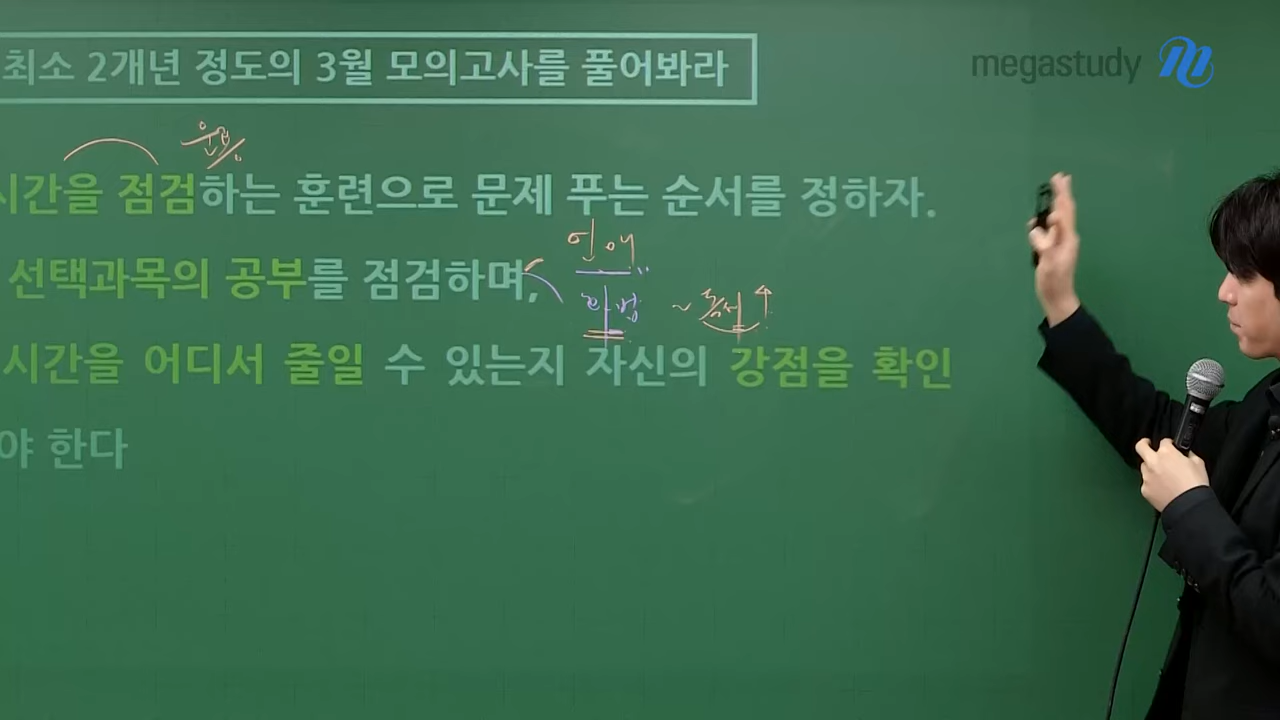 최소 2개년 정도의 3월 모의고사를 풀어봐라
megastudy
시간을 점검하는 훈련으로 문제 푸는 순서를 정하자.
언매
선택과목의 공부를 점검하며,
화법
~ 독서 ↑
시간을 어디서 줄일 수 있는지 자신의 강점을 확인
야 한다